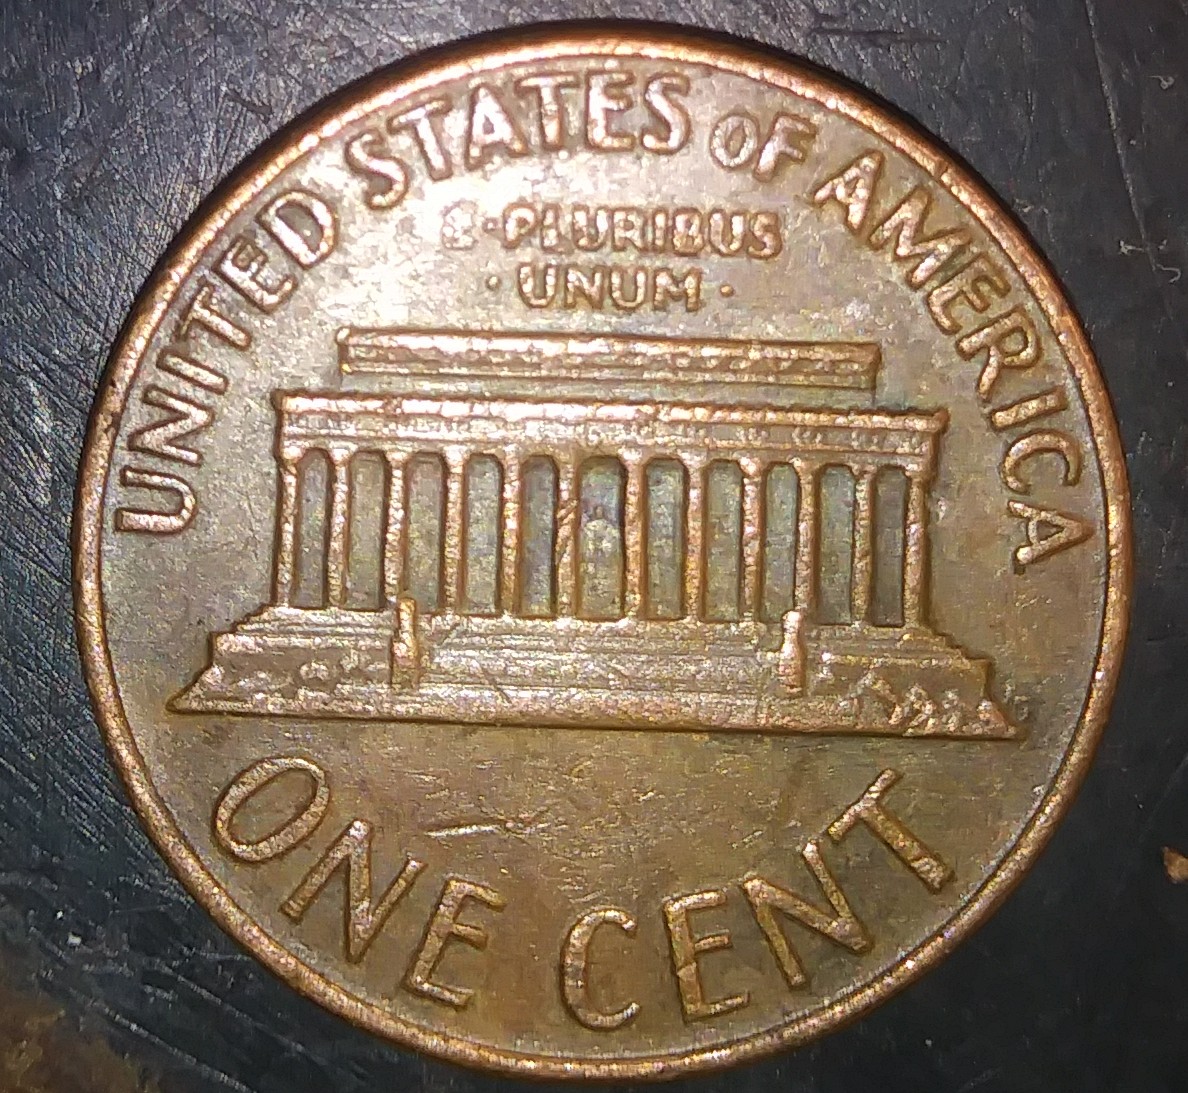 UNITED STATES OF AMERICA
E·PLURIBUS
·UNUM·
ONE CENT